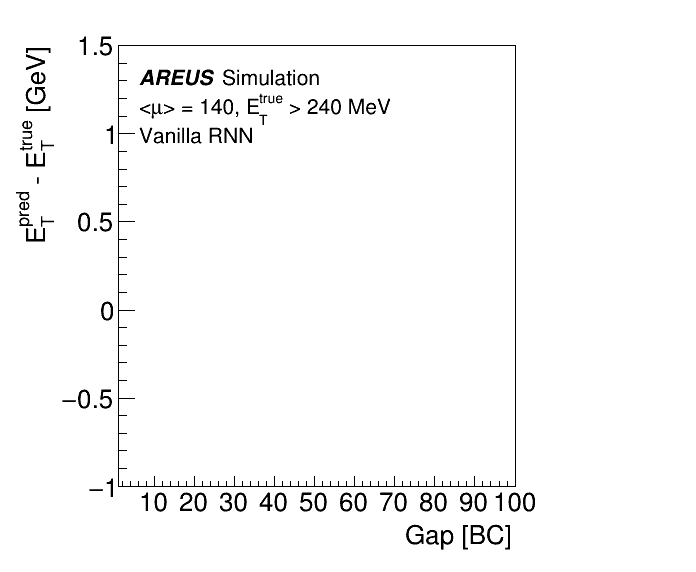 E_T^pred - E_T^true [GeV]
1.5
1
0.5
0
−0.5
−1
AREUS Simulation
<μ> = 140, E_T^true > 240 MeV
Vanilla RNN
10 20 30 40 50 60 70 80 90 100
Gap [BC]